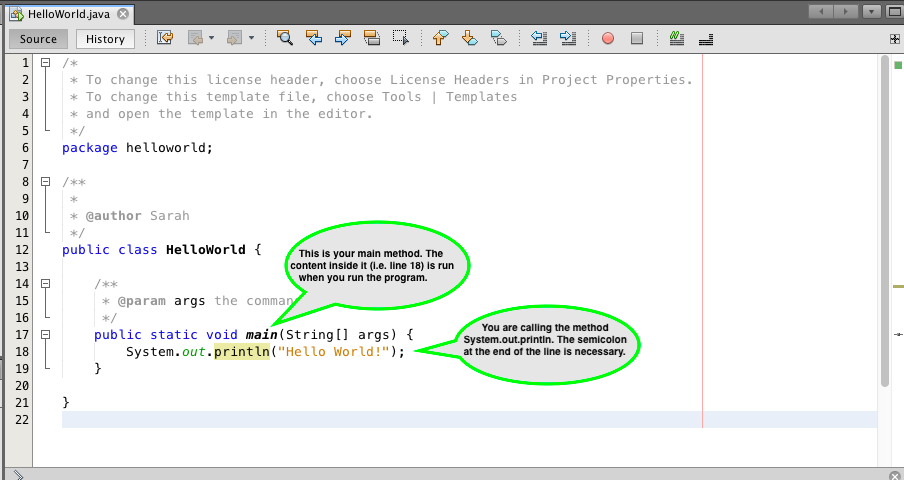 HelloWorld.java
Source History
1 /*
2 * To change this license header, choose License Headers in Project Properties.
3 * To change this template file, choose Tools | Templates
4 * and open the template in the editor.
5 */
6 package helloworld;
7
8 /**
9 *
10 * @author Sarah
11 */
12 public class HelloWorld {
13
14 /**
15 * @param args the comman
16 */
17 public static void main(String[] args) {
18 System.out.println("Hello World!");
19 }
20
21 }
22
This is your main method. The
content inside it (i.e. line 18) is run
when you run the program.
You are calling the method
System.out.println. The semicolon
at the end of the line is necessary.